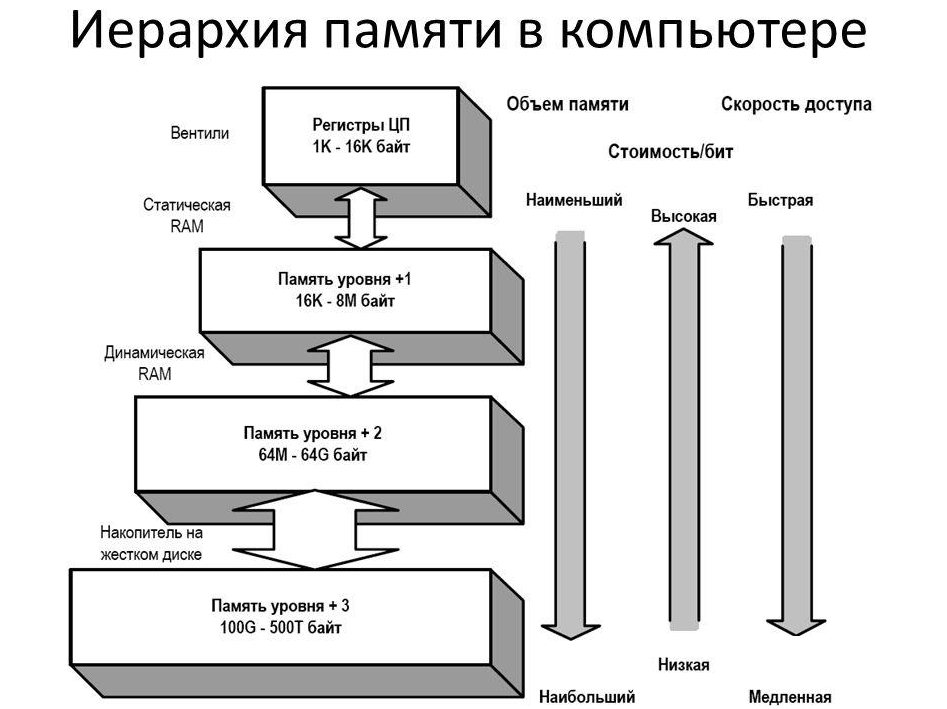 Иерархия памяти в компьютере
Объем памяти
Скорость доступа
Стоимость/бит
Вентили
Регистры ЦП
1K - 16K байт
Статическая
RAM
Наименьший
Высокая
Быстрая
Память уровня +1
16K - 8M байт
Динамическая
RAM
Память уровня + 2
64M - 64G байт
Накопитель на
жестком диске
Память уровня + 3
100G - 500T байт
Низкая
Наибольший
Медленная